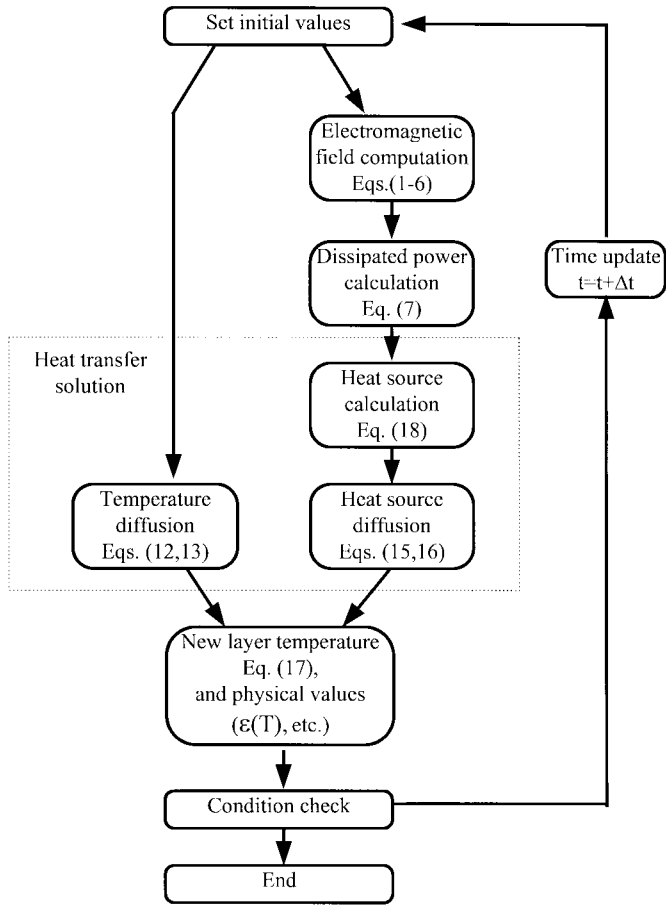 Set initial values
Electromagnetic
field computation
Eqs.(1-6)
Dissipated power
calculation
Eq. (7)
Time update
t=t+Δt
Heat transfer
solution
Heat source
calculation
Eq. (18)
Temperature
diffusion
Eqs. (12,13)
Heat source
diffusion
Eqs. (15,16)
New layer temperature
Eq. (17),
and physical values
(ε(T), etc.)
Condition check
End